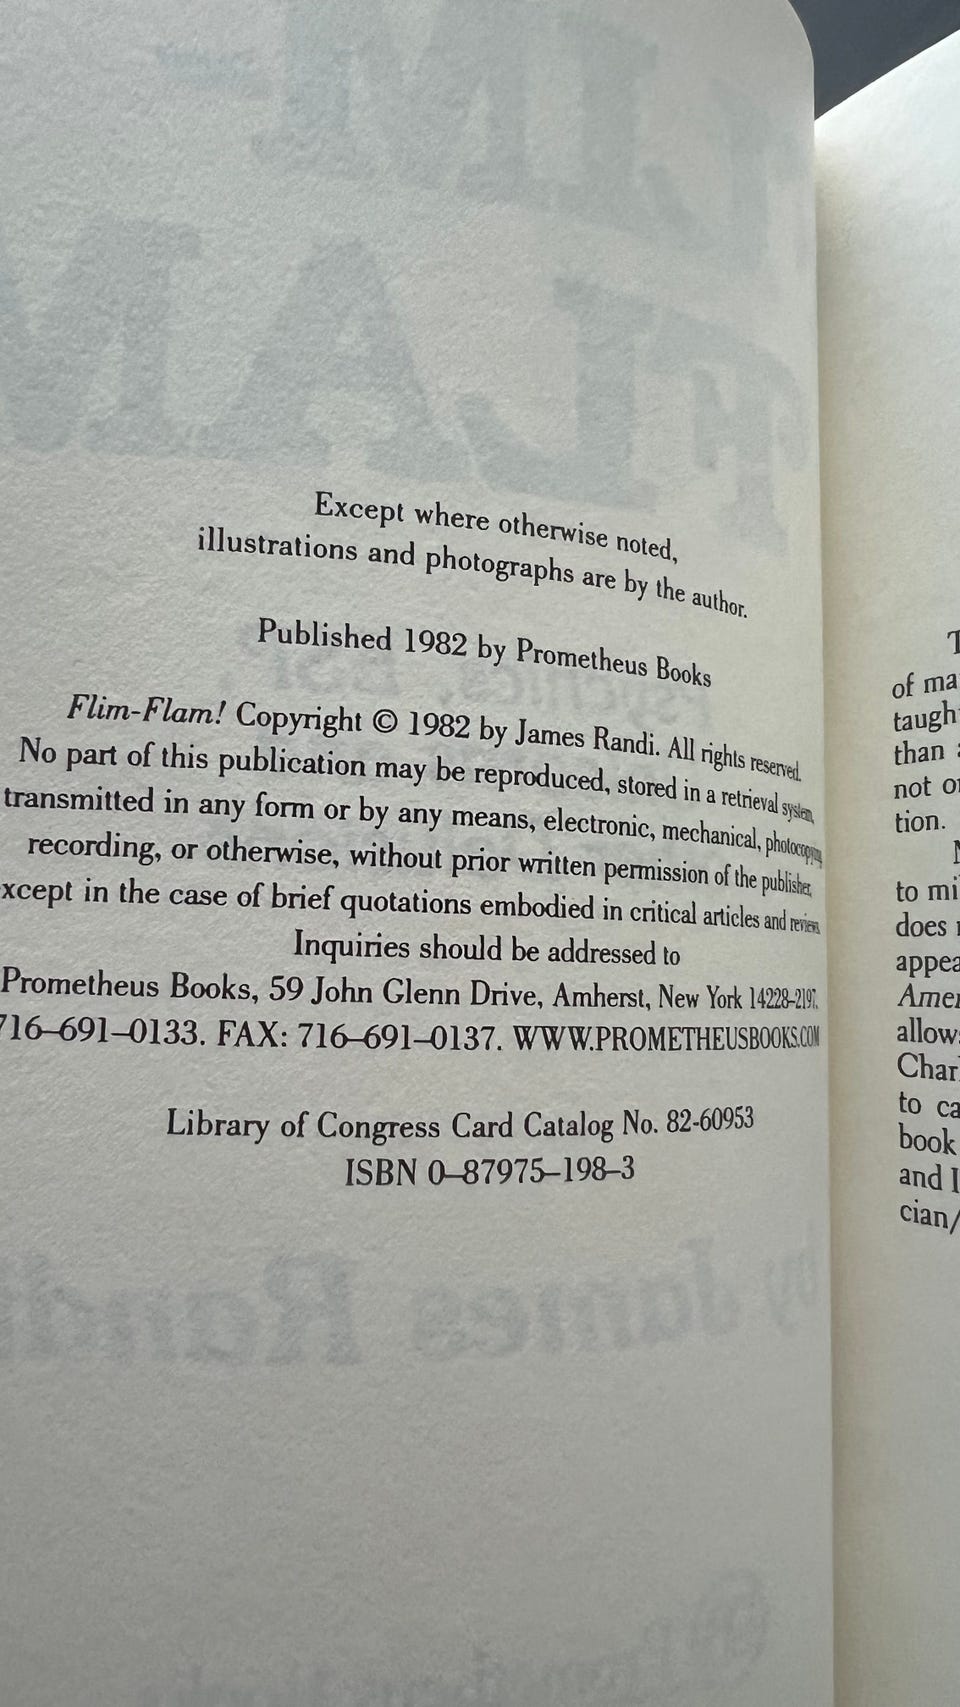 Except where otherwise noted,
illustrations and photographs are by the author.
Published 1982 by Prometheus Books
Flim-Flam! Copyright © 1982 by James Randi. All rights reserved.
No part of this publication may be reproduced, stored in a retrieval system,
transmitted in any form or by any means, electronic, mechanical, photocopying,
recording, or otherwise, without prior written permission of the publisher,
xcept in the case of brief quotations embodied in critical articles and reviews.
Inquiries should be addressed to
Prometheus Books, 59 John Glenn Drive, Amherst, New York 14228–2197.
716–691–0133. FAX: 716–691–0137. WWW.PROMETHEUSBOOKS.COM
Library of Congress Card Catalog No. 82-60953
ISBN 0–87975–198–3
of ma
taugh
than
not o
tion.
to mi
does
appea
Amer
allow
Char
to ca
book
and I
cian/